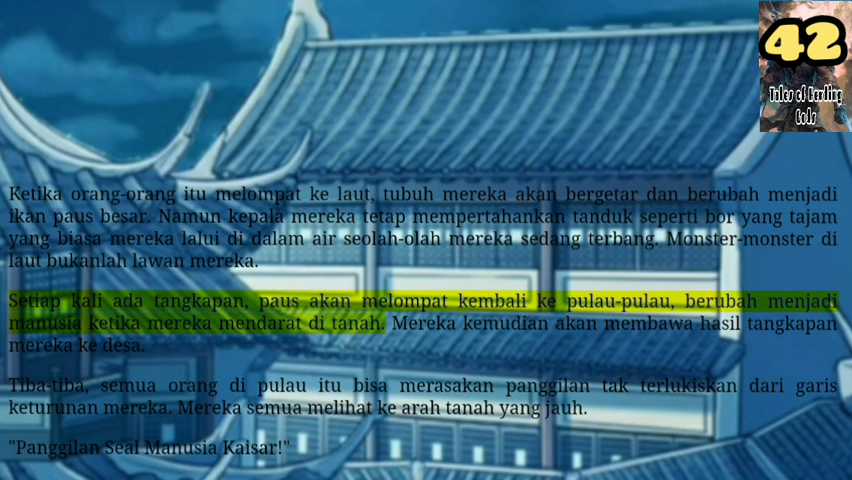 42
Tales of Herding
Gods
Ketika orang-orang itu melompat ke laut, tubuh mereka akan bergetar dan berubah menjadi
ikan paus besar. Namun kepala mereka tetap mempertahankan tanduk seperti bor yang tajam
yang biasa mereka lalui di dalam air seolah-olah mereka sedang terbang. Monster-monster di
laut bukanlah lawan mereka.
Setiap kali ada tangkapan, paus akan melompat kembali ke pulau-pulau, berubah menjadi
manusia ketika mereka mendarat di tanah. Mereka kemudian akan membawa hasil tangkapan
mereka ke desa.
Tiba-tiba, semua orang di pulau itu bisa merasakan panggilan tak terlukiskan dari garis
keturunan mereka. Mereka semua melihat ke arah tanah yang jauh.
"Panggilan Seal Manusia Kaisar!"